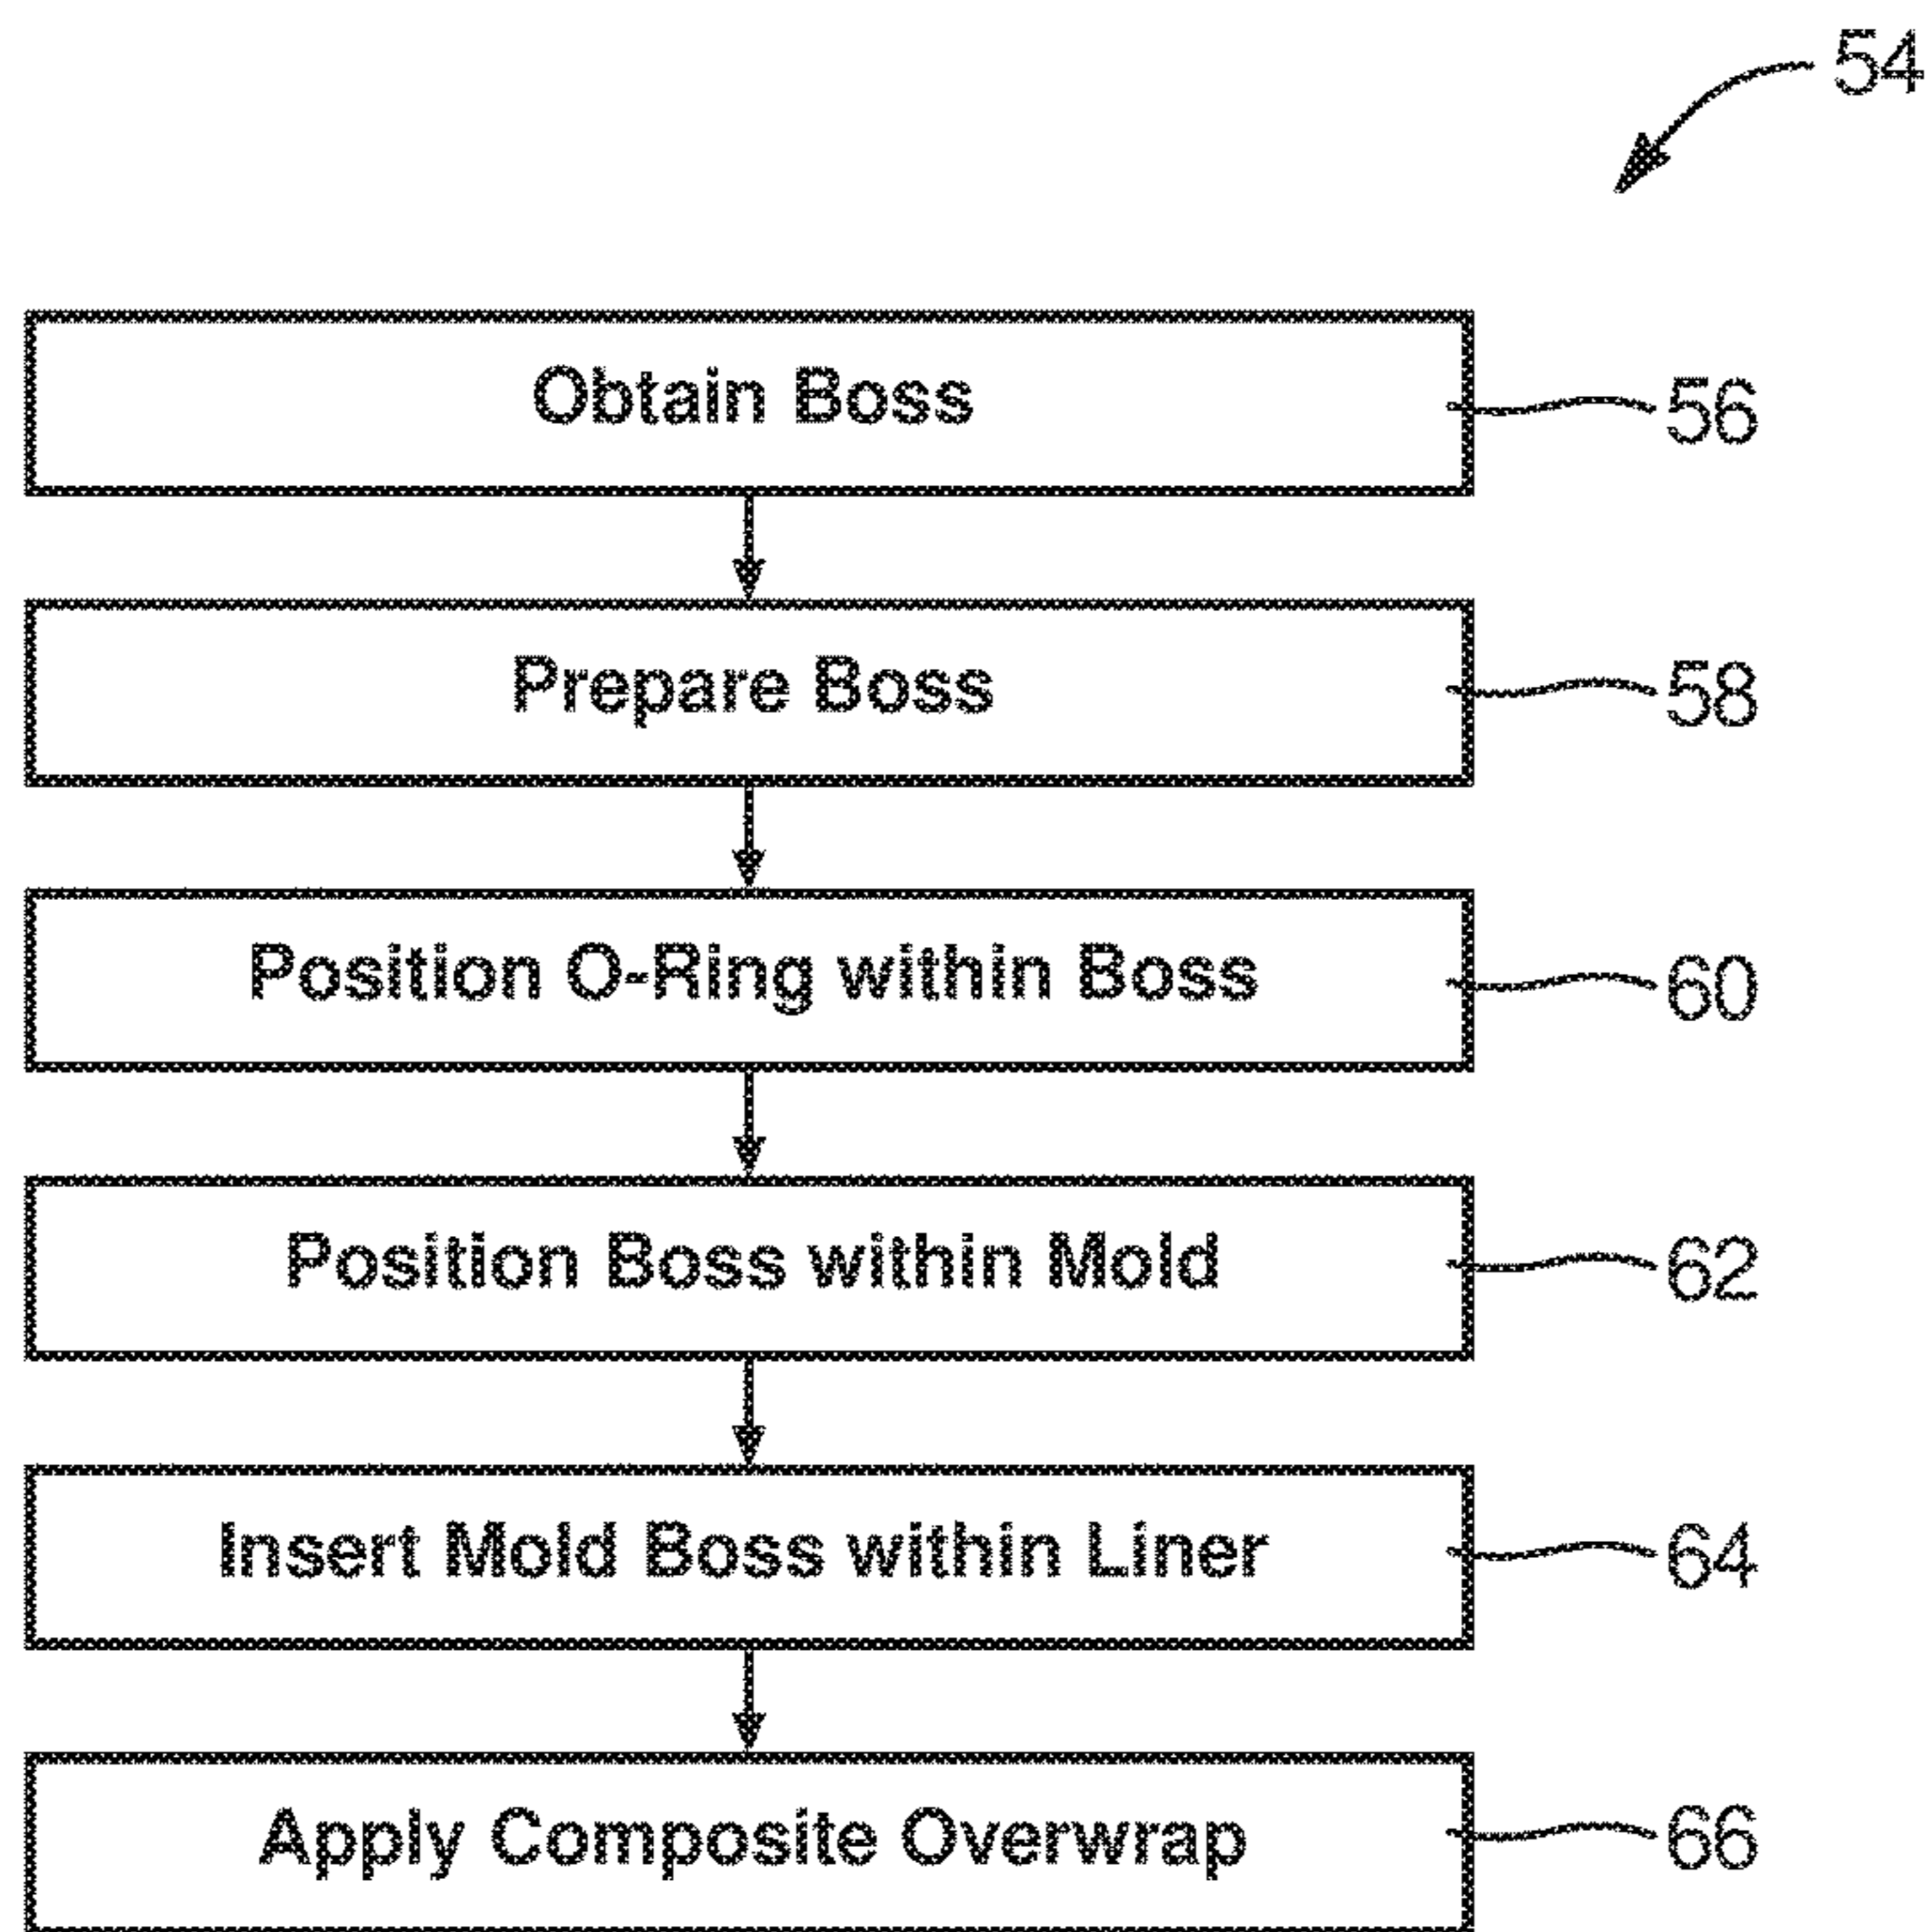 54
Obtain Boss
56
Prepare Boss
58
Position O-Ring within Boss
60
Position Boss within Mold
62
Insert Mold Boss within Liner
64
Apply Composite Overwrap
66